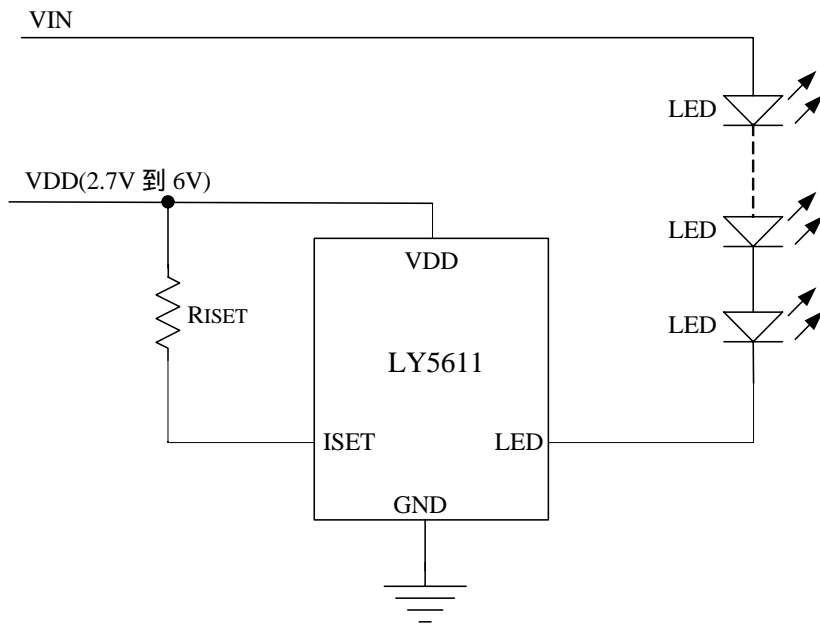 VIN
LED
VDD(2.7V 到 6V)
LED
VDD
RISET
LED
LY5611
ISET
LED
GND